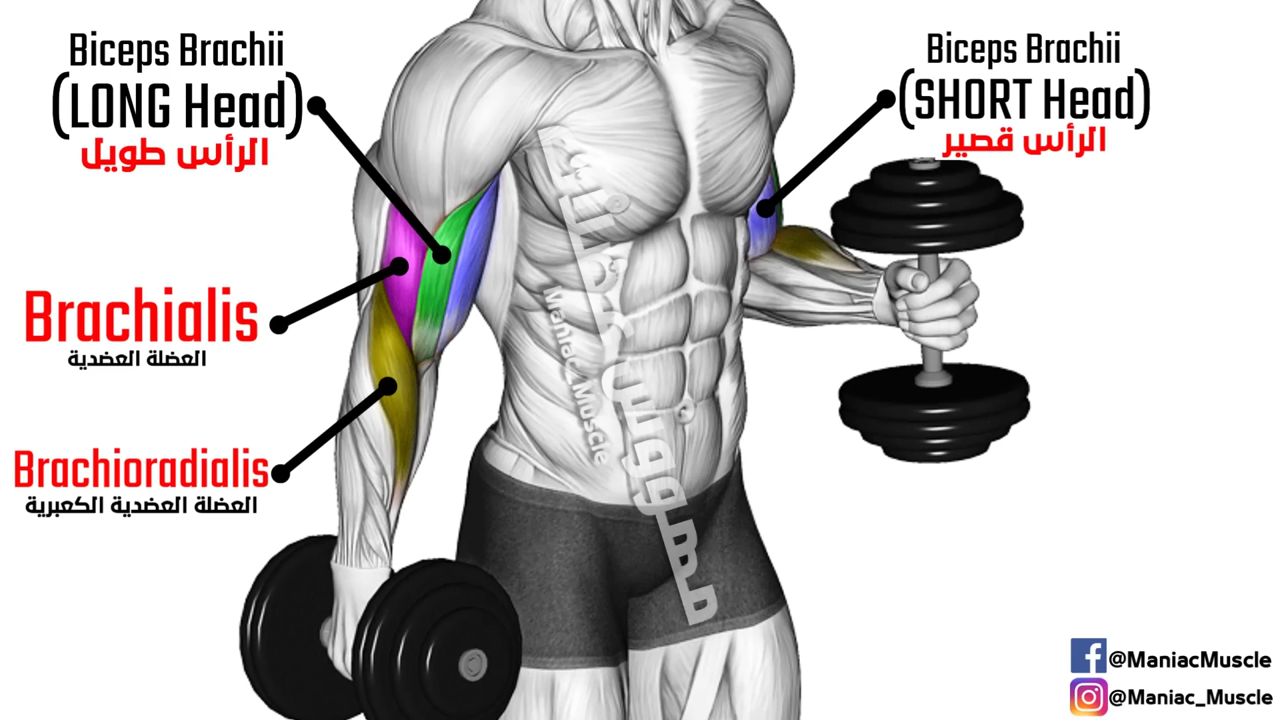 Biceps Brachii
(LONG Head)
الرأس طويل
Biceps Brachii
(SHORT Head)
الرأس قصير
Brachialis
العضلة العضدية
Brachioradialis
العضلة العضدية الكعبرية
Maniac_Muscle
@ManiacMuscle
@Maniac_Muscle